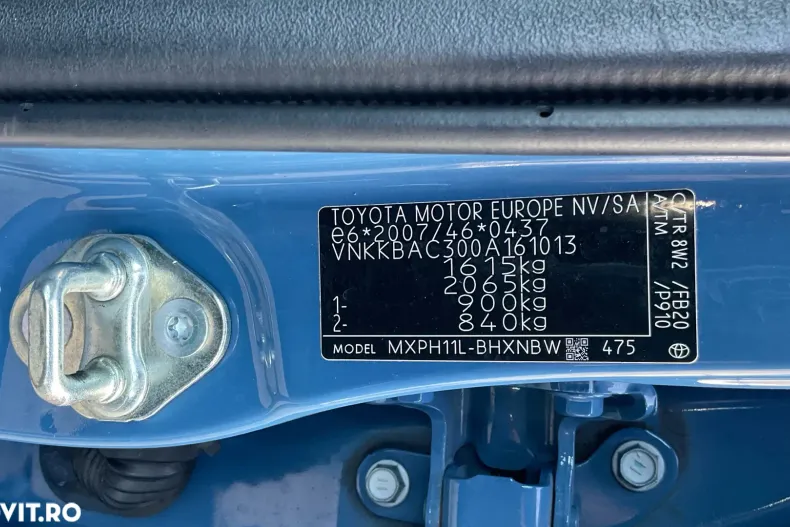 TOYOTA MOTOR EUROPE NV/SA
e6*2007/46*0437
VNKKBAC300A161013
1615kg
2065kg
1- 900kg
2- 840kg
MODEL MXPH11L-BHXNBW 475
C/TR 8W2 /FB20
A/TM /P910
VIT.RO